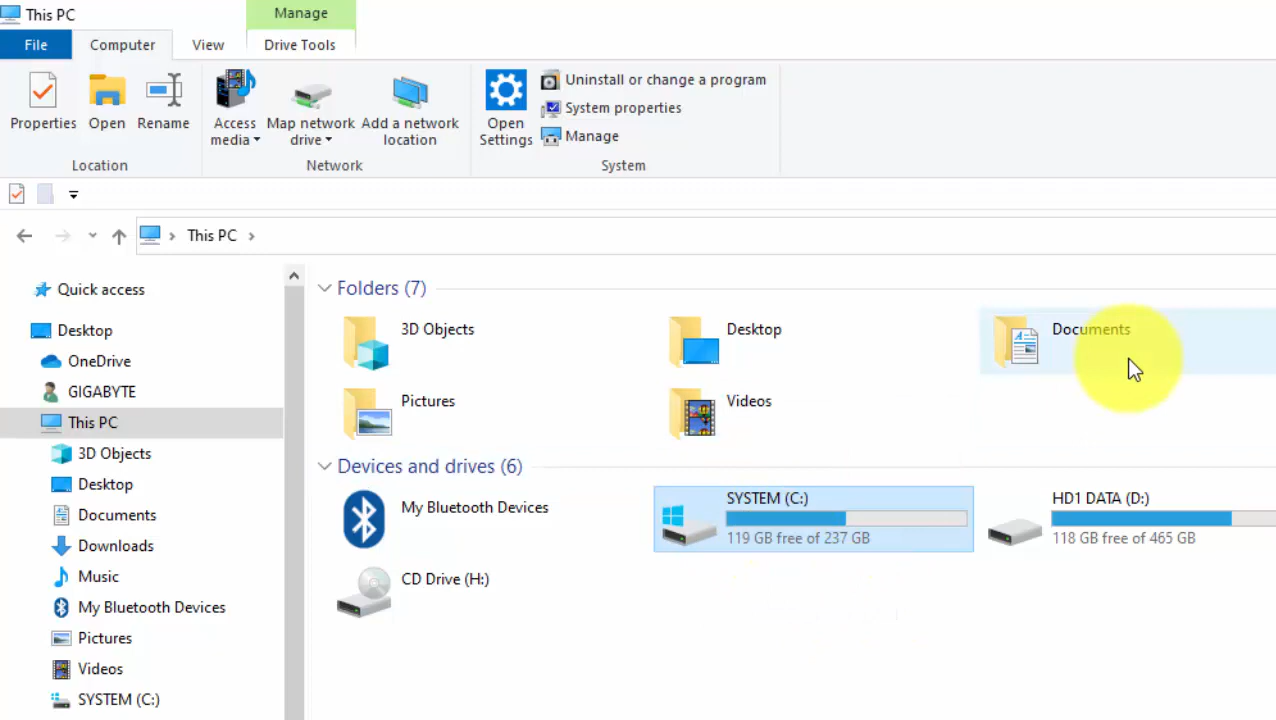 This PC
Manage
File
Computer
View
Drive Tools
Properties
Open
Rename
Access media
Map network drive
Add a network location
Open Settings
Uninstall or change a program
System properties
Manage
Location
Network
System
This PC
Quick access
Desktop
OneDrive
GIGABYTE
This PC
3D Objects
Desktop
Documents
Downloads
Music
My Bluetooth Devices
Pictures
Videos
SYSTEM (C:)
Folders (7)
3D Objects
Desktop
Documents
Pictures
Videos
Devices and drives (6)
My Bluetooth Devices
SYSTEM (C:)
119 GB free of 237 GB
HD1 DATA (D:)
118 GB free of 465 GB
CD Drive (H:)